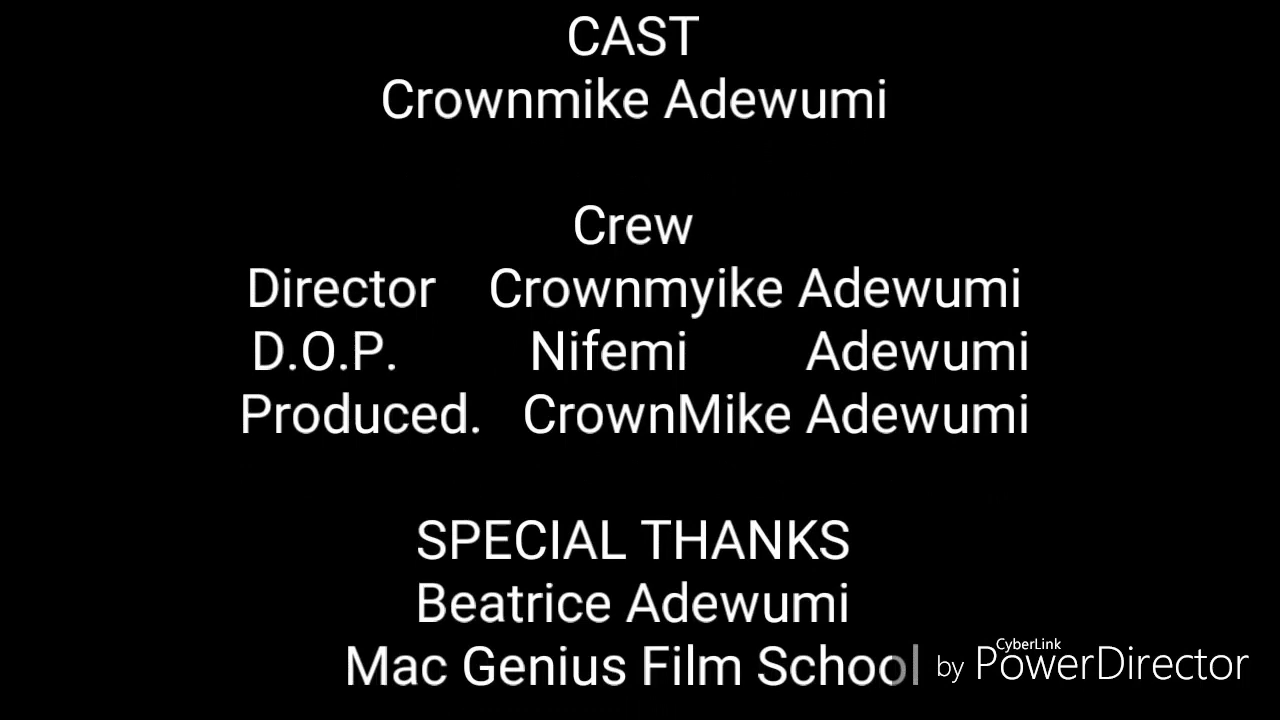 CAST
Crownmike Adewumi
Crew
Director Crownmyike Adewumi
D.O.P. Nifemi Adewumi
Produced. CrownMike Adewumi
SPECIAL THANKS
Beatrice Adewumi
Mac Genius Film School
by CyberLink PowerDirector